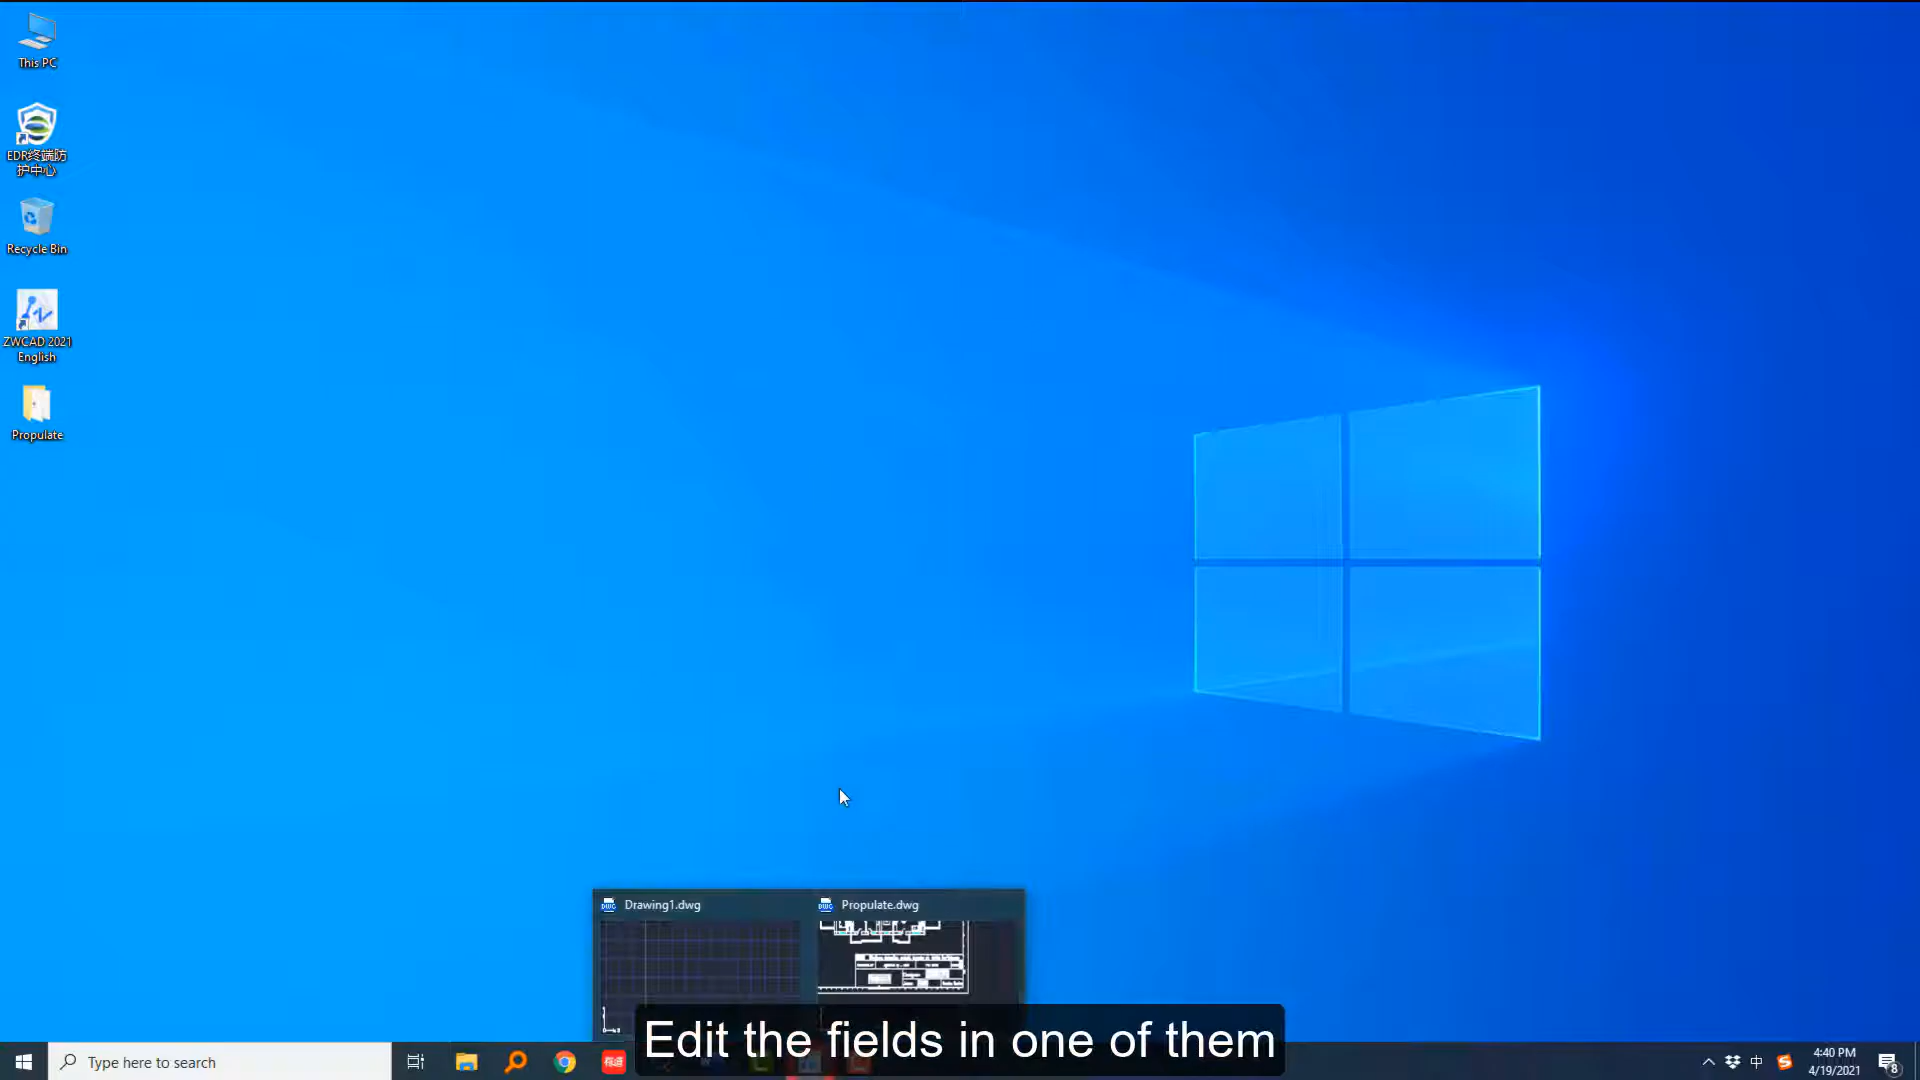 This PC
EDR终端防
护中心
Recycle Bin
ZWCAD 2021
English
Propulate
Drawing1.dwg
Propulate.dwg
Edit the fields in one of them
Type here to search
中
4:40 PM
4/19/2021
8